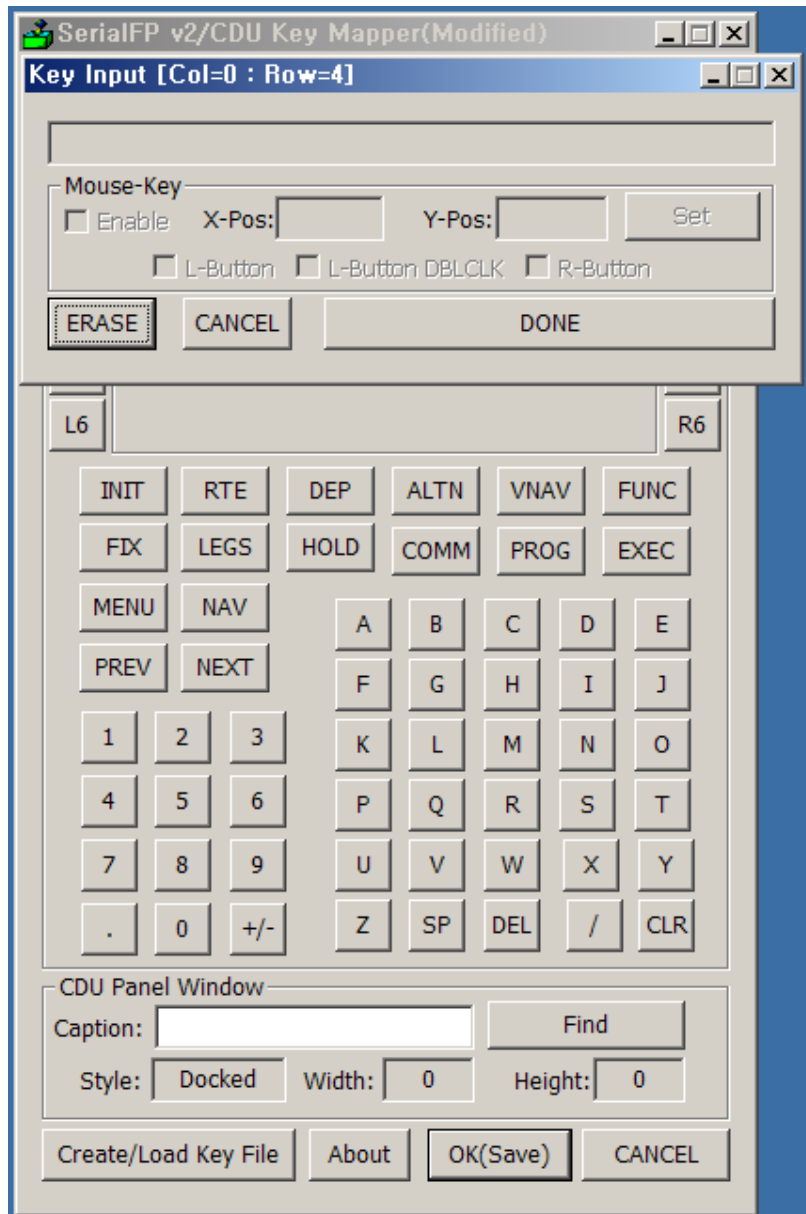 SerialFP v2/CDU Key Mapper(Modified)
Key Input [Col=0 : Row=4]
Mouse-Key
Enable X-Pos: Y-Pos: Set
L-Button L-Button DBLCLK R-Button
ERASE CANCEL DONE
L6 R6
INIT RTE DEP ALTN VNAV FUNC
FIX LEGS HOLD COMM PROG EXEC
MENU NAV
A B C D E
PREV NEXT
F G H I J
1 2 3
K L M N O
4 5 6
P Q R S T
7 8 9
U V W X Y
. 0 +/-
Z SP DEL / CLR
CDU Panel Window
Caption: Find
Style: Docked Width: 0 Height: 0
Create/Load Key File About OK(Save) CANCEL